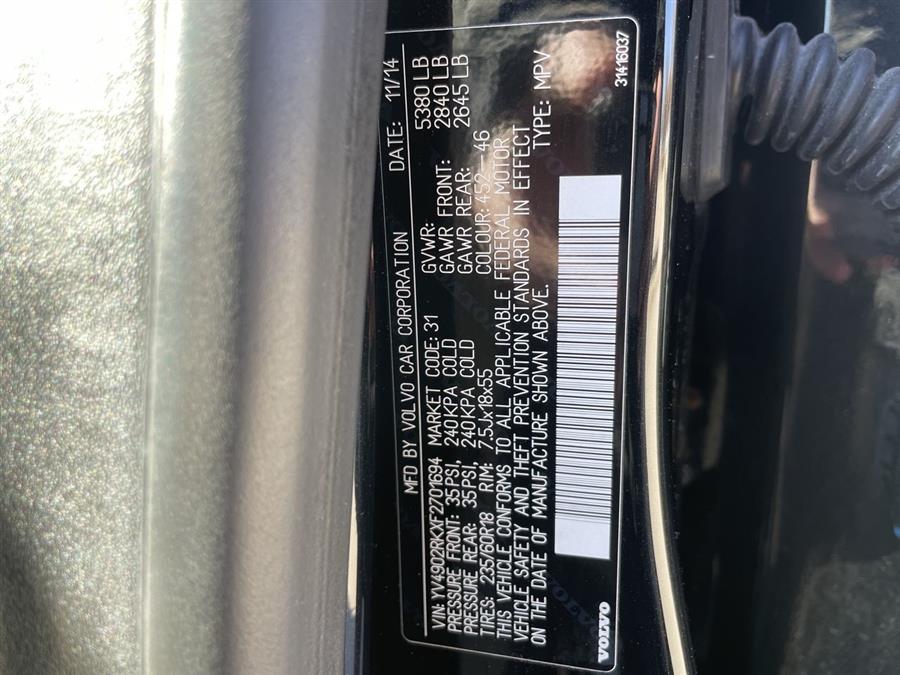 MFD BY VOLVO CAR CORPORATION DATE: 11/14
VIN: YV4902RKXF2701694 MARKET CODE: 31 GVWR: 5380 LB
PRESSURE FRONT: 35PSI, 240KPA COLD GAWR FRONT: 2840 LB
PRESSURE REAR: 35PSI, 240KPA COLD GAWR REAR: 2645 LB
TIRES: 235/60R18 RIM: 7.5Jx18x55 COLOUR: 452-46
THIS VEHICLE CONFORMS TO ALL APPLICABLE FEDERAL MOTOR
VEHICLE SAFETY AND THEFT PREVENTION STANDARDS IN EFFECT
ON THE DATE OF MANUFACTURE SHOWN ABOVE. TYPE: MPV
VOLVO 31416037